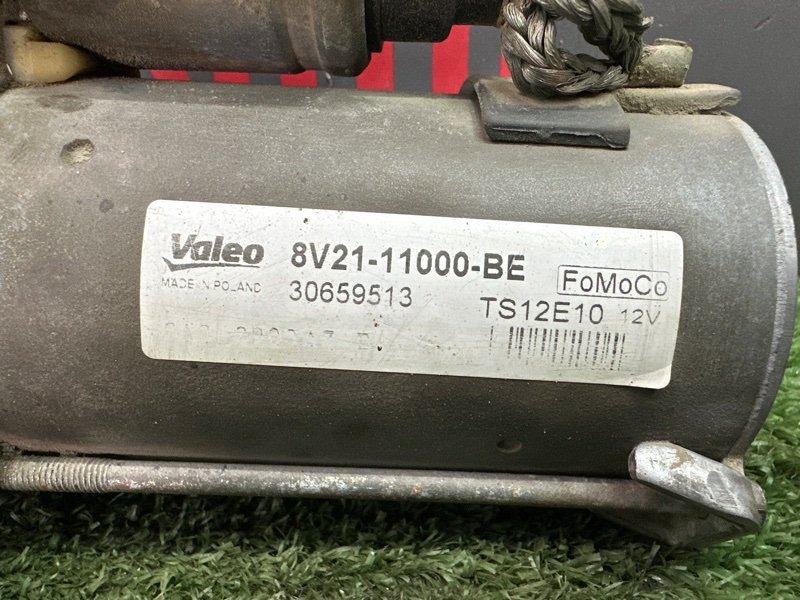 Valeo 8V21-11000-BE FoMoCo
MADE IN POLAND 30659513 TS12E10 12V